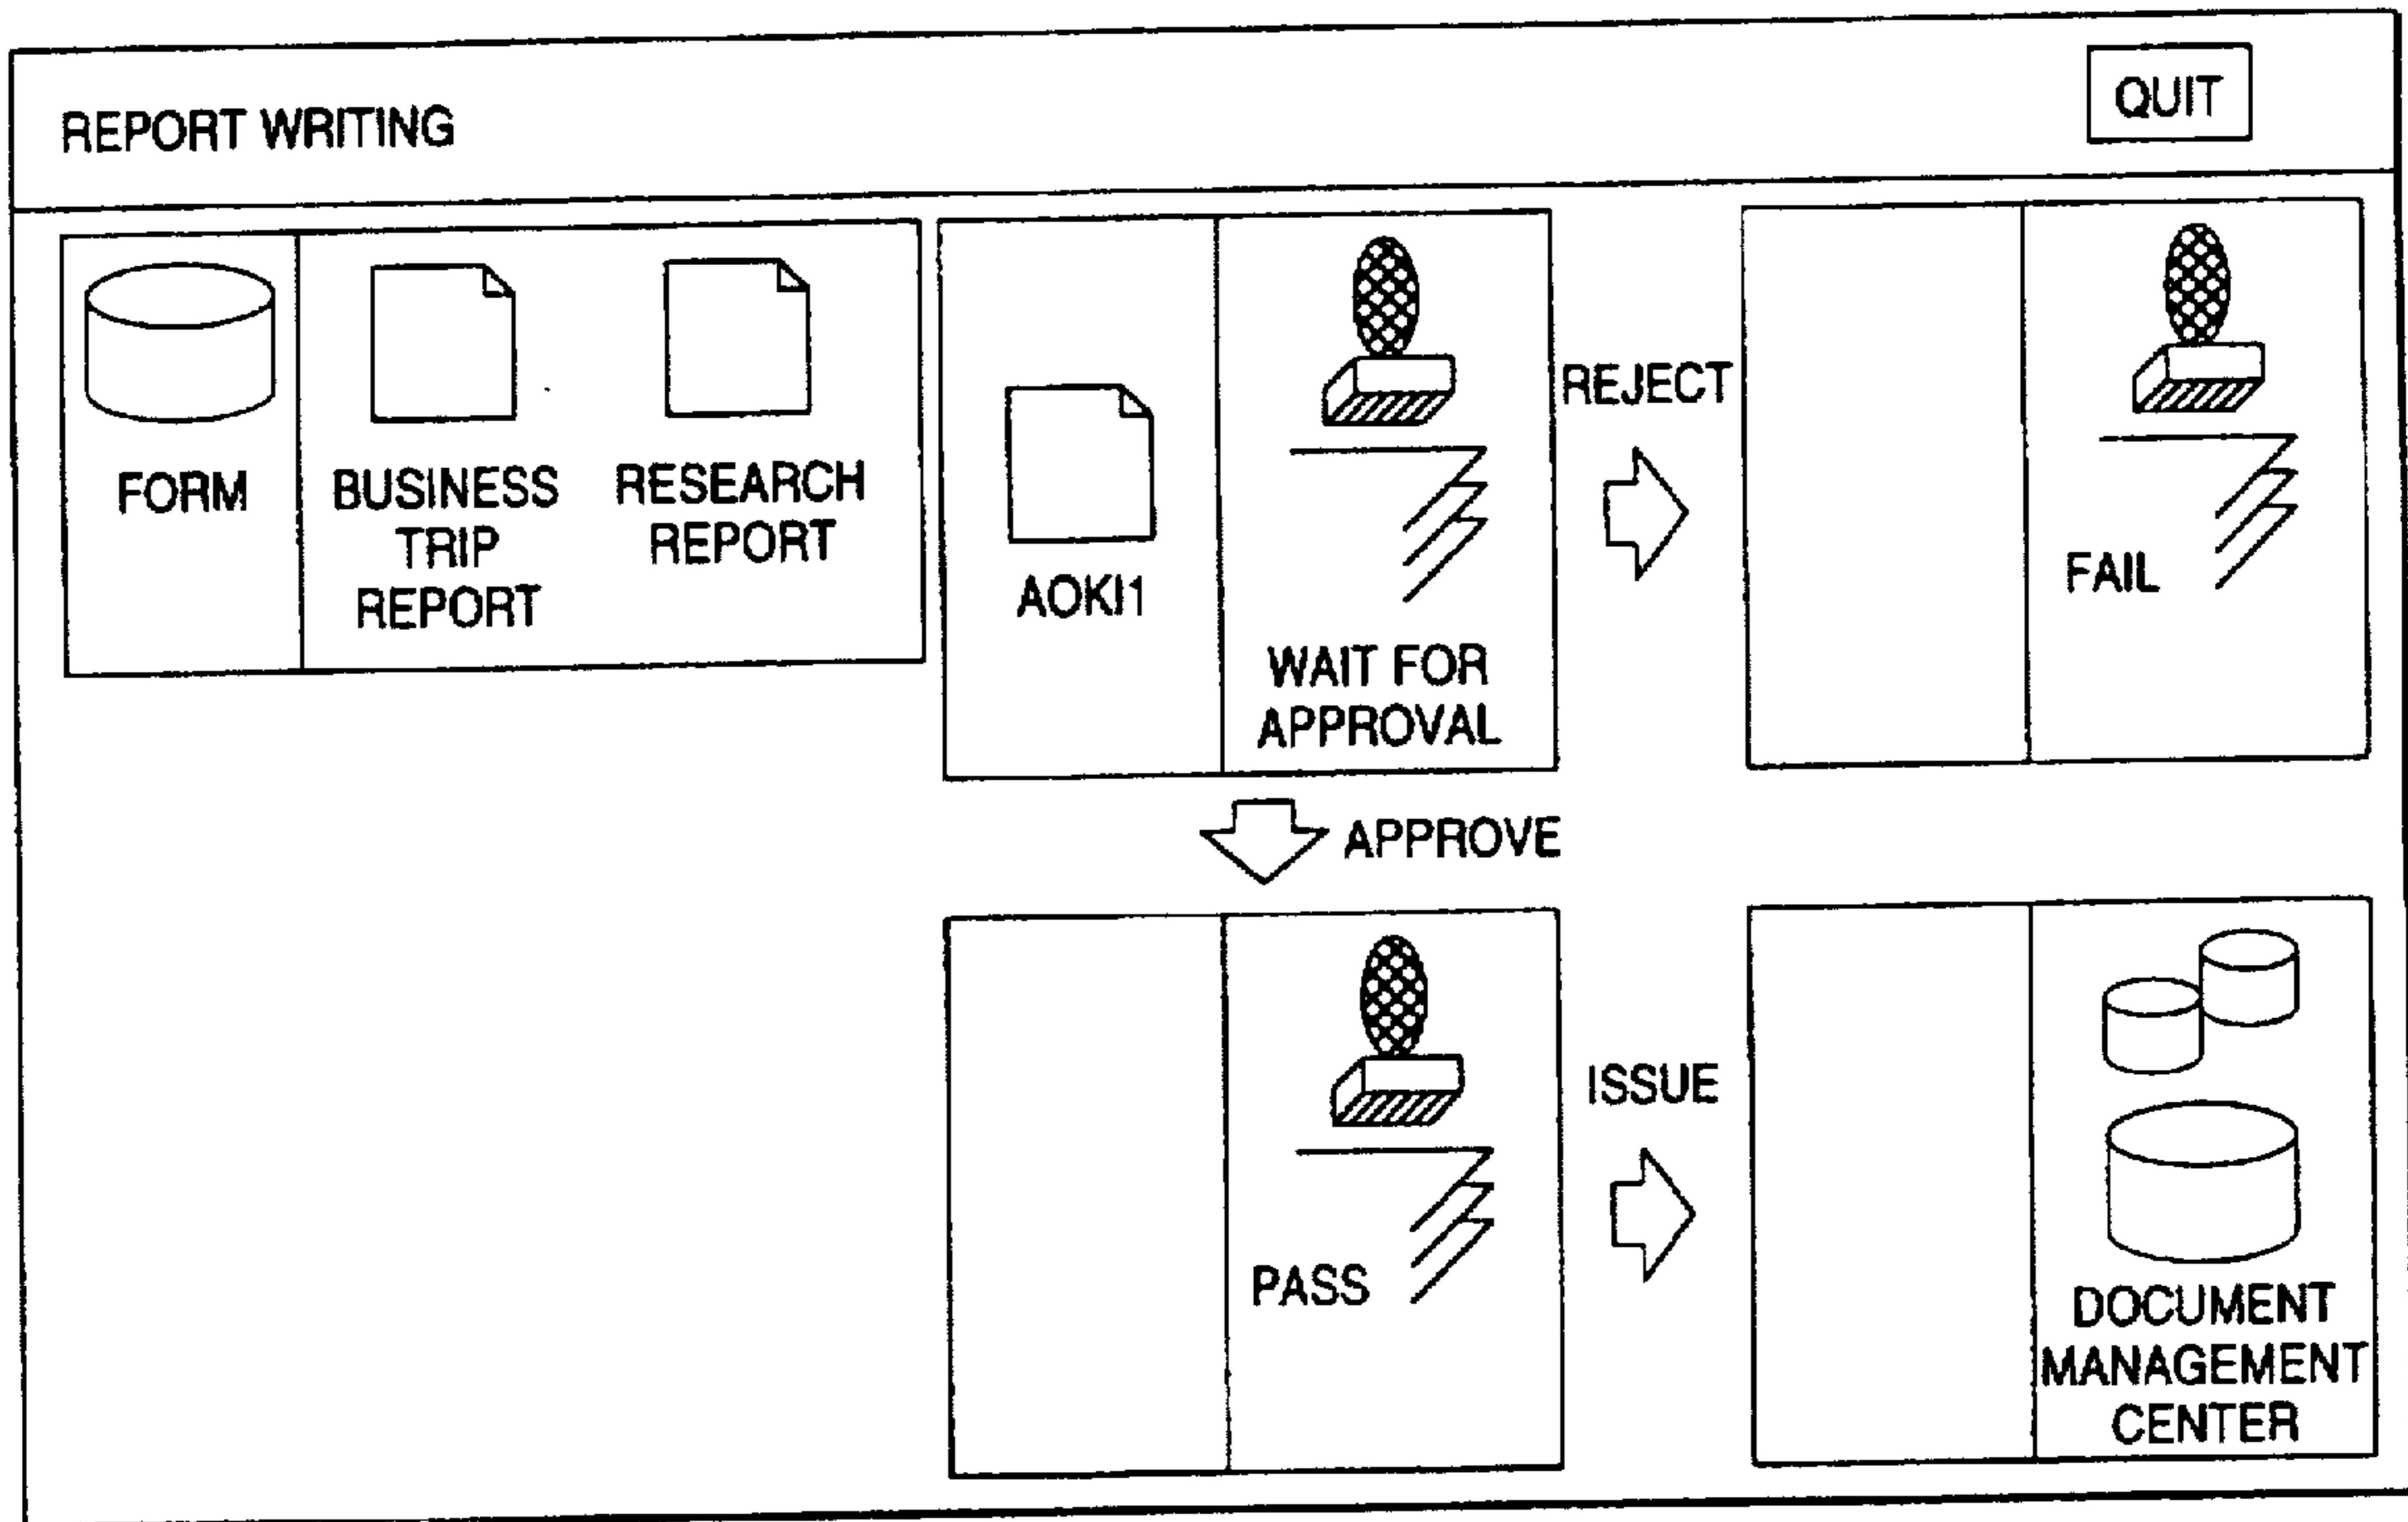 REPORT WRITING
QUIT
FORM
BUSINESS
TRIP
REPORT
RESEARCH
REPORT
AOKI1
WAIT FOR
APPROVAL
REJECT
FAIL
APPROVE
PASS
ISSUE
DOCUMENT
MANAGEMENT
CENTER